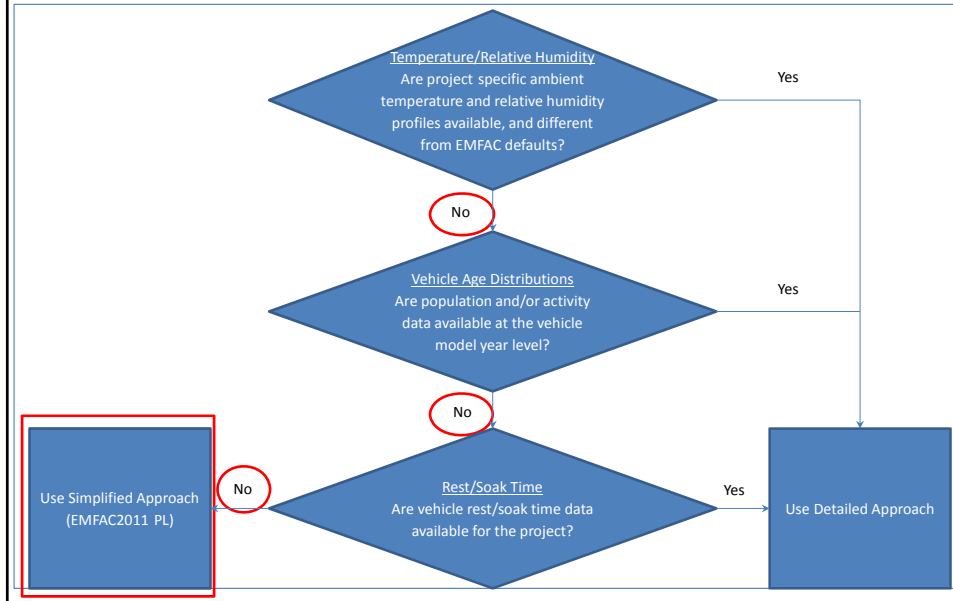 Temperature/Relative Humidity
Are project specific ambient
temperature and relative humidity
profiles available, and different
from EMFAC defaults?
Yes
No
Vehicle Age Distributions
Are population and/or activity
data available at the vehicle
model year level?
Yes
No
Use Simplified Approach
(EMFAC2011 PL)
No
Rest/Soak Time
Are vehicle rest/soak time data
available for the project?
Yes
Use Detailed Approach